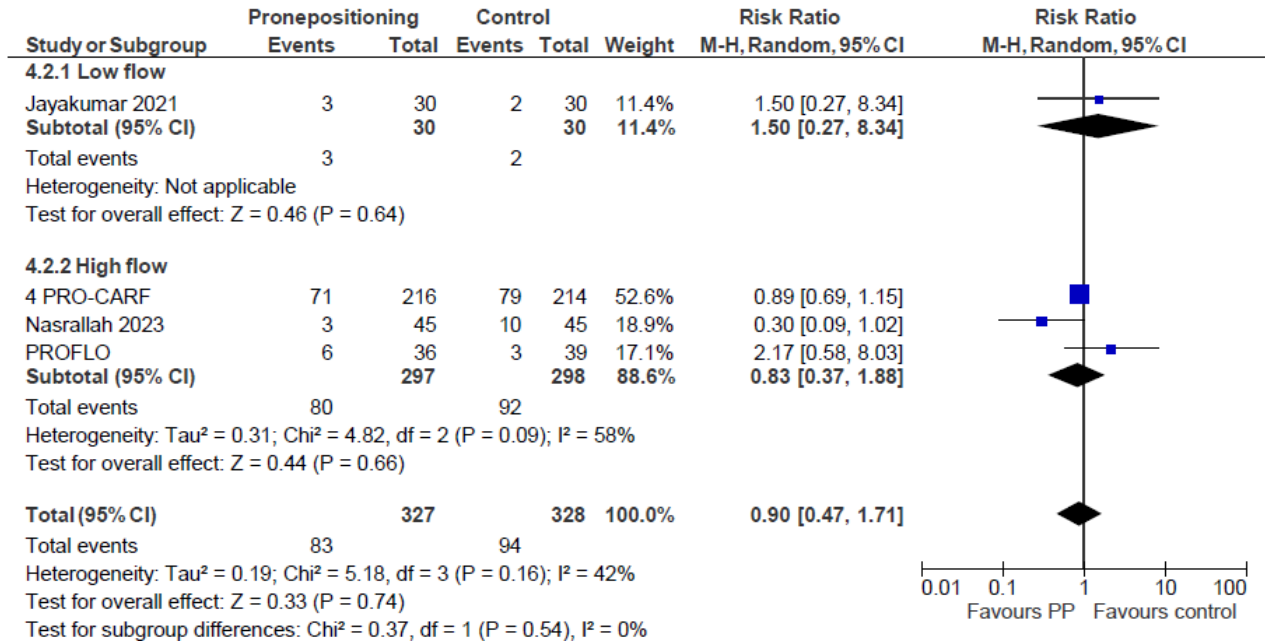 Pronepositioning Control Risk Ratio Risk Ratio
Study or Subgroup Events Total Events Total Weight M-H, Random, 95% CI M-H, Random, 95% CI
4.2.1 Low flow
Jayakumar 2021 3 30 2 30 11.4% 1.50 [0.27, 8.34]
Subtotal (95% CI) 30 30 11.4% 1.50 [0.27, 8.34]
Total events 3 2
Heterogeneity: Not applicable
Test for overall effect: Z = 0.46 (P = 0.64)
4.2.2 High flow
4 PRO-CARF 71 216 79 214 52.6% 0.89 [0.69, 1.15]
Nasrallah 2023 3 45 10 45 18.9% 0.30 [0.09, 1.02]
PROFLO 6 36 3 39 17.1% 2.17 [0.58, 8.03]
Subtotal (95% CI) 297 298 88.6% 0.83 [0.37, 1.88]
Total events 80 92
Heterogeneity: Tau² = 0.31; Chi² = 4.82, df = 2 (P = 0.09); I² = 58%
Test for overall effect: Z = 0.44 (P = 0.66)
Total (95% CI) 327 328 100.0% 0.90 [0.47, 1.71]
Total events 83 94
Heterogeneity: Tau² = 0.19; Chi² = 5.18, df = 3 (P = 0.16); I² = 42%
Test for overall effect: Z = 0.33 (P = 0.74)
Test for subgroup differences: Chi² = 0.37, df = 1 (P = 0.54), I² = 0%
0.01 0.1 1 10 100
Favours PP Favours control